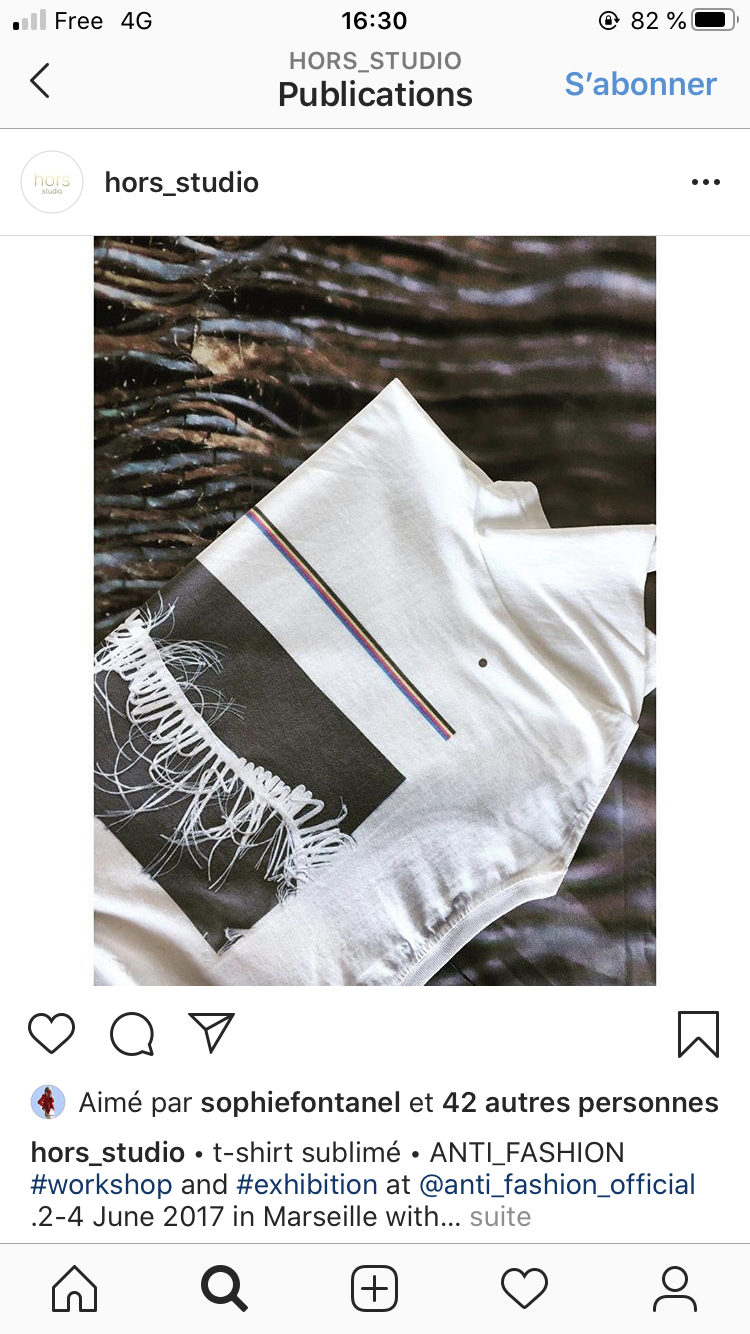 Free 4G 16:30 82 %
HORS_STUDIO
Publications
S’abonner
hors
studio
hors_studio
Aimé par sophiefontanel et 42 autres personnes
hors_studio • t-shirt sublimé • ANTI_FASHION
#workshop and #exhibition at @anti_fashion_official
.2-4 June 2017 in Marseille with... suite